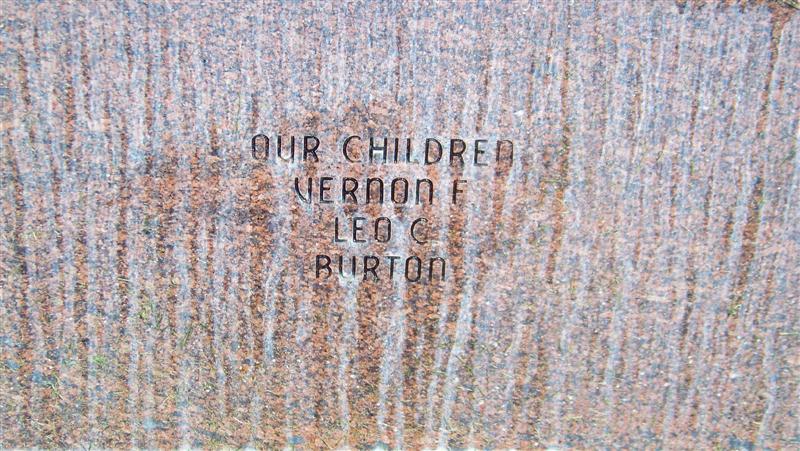 OUR CHILDREN
VERNON F
LEO C
BURTON